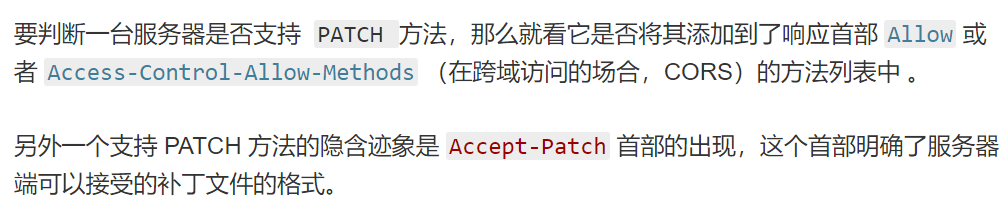 要判断一台服务器是否支持 PATCH 方法，那么就看它是否将其添加到了响应首部 Allow 或
者 Access-Control-Allow-Methods （在跨域访问的场合，CORS）的方法列表中 。
另外一个支持 PATCH 方法的隐含迹象是 Accept-Patch 首部的出现，这个首部明确了服务器
端可以接受的补丁文件的格式。